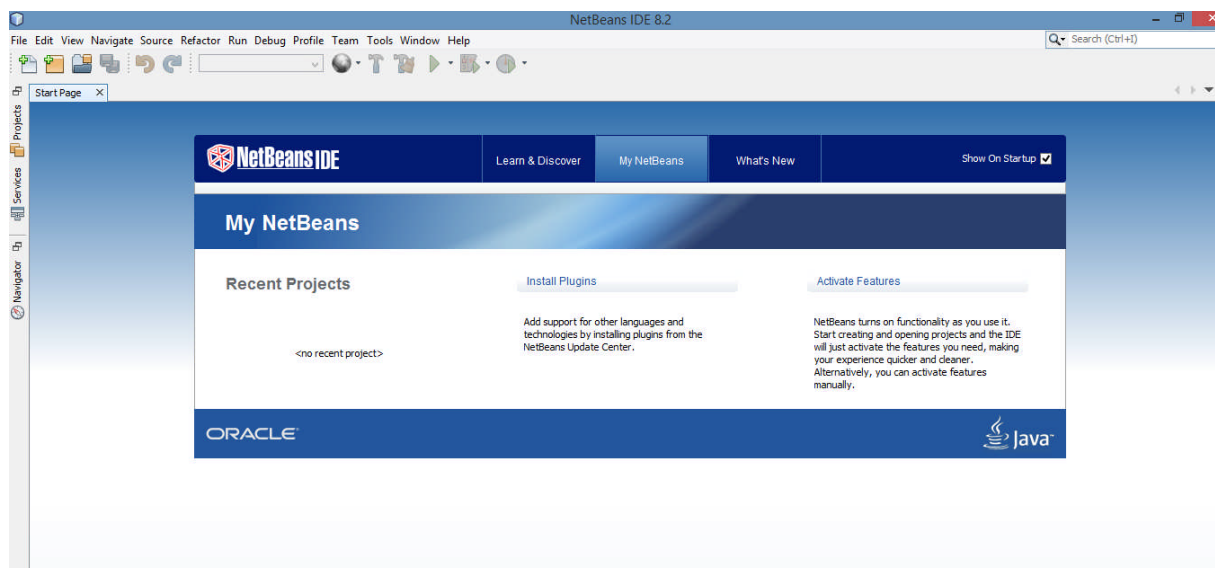 NetBeans IDE 8.2
File Edit View Navigate Source Refactor Run Debug Profile Team Tools Window Help
Search (Ctrl+I)
Start Page
Projects
Services
Navigator
NetBeans IDE
Learn & Discover
My NetBeans
What's New
Show On Startup
My NetBeans
Recent Projects
<no recent project>
Install Plugins
Add support for other languages and
technologies by installing plugins from the
NetBeans Update Center.
Activate Features
NetBeans turns on functionality as you use it.
Start creating and opening projects and the IDE
will just activate the features you need, making
your experience quicker and cleaner.
Alternatively, you can activate features
manually.
ORACLE
Java